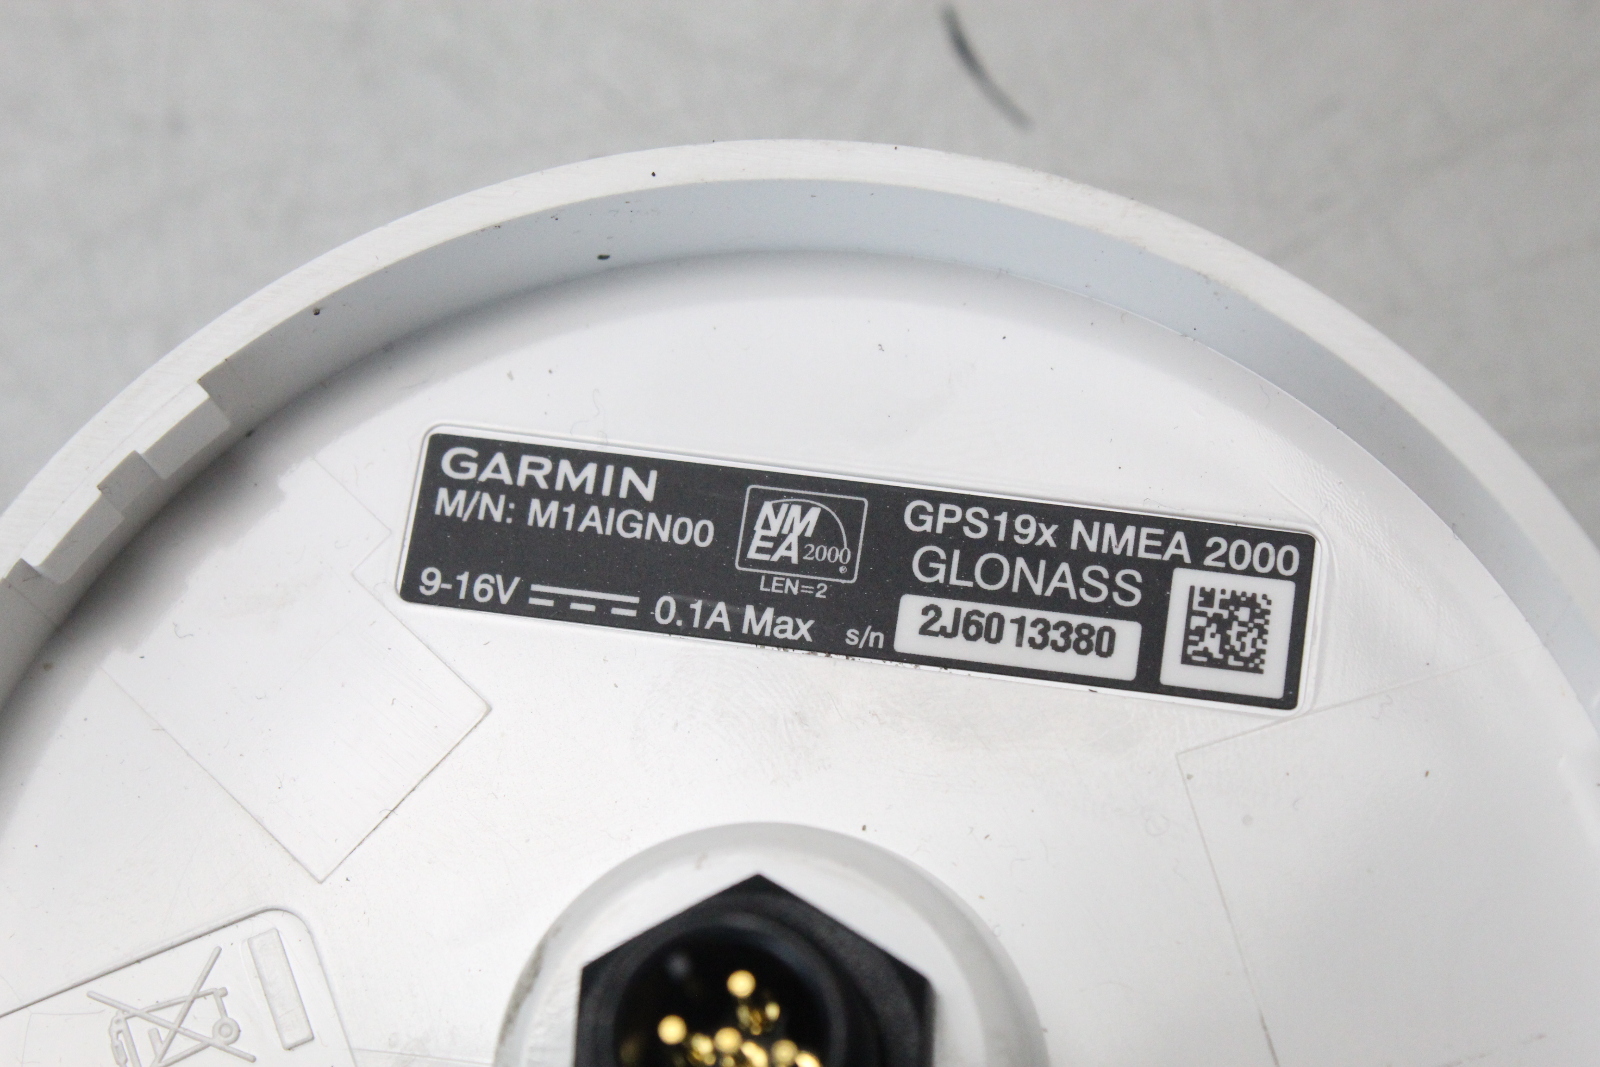 GARMIN
M/N: M1AIGN00
9-16V 0.1A Max
NMEA 2000®
LEN=2
GPS19x NMEA 2000
GLONASS
s/n 2J6013380